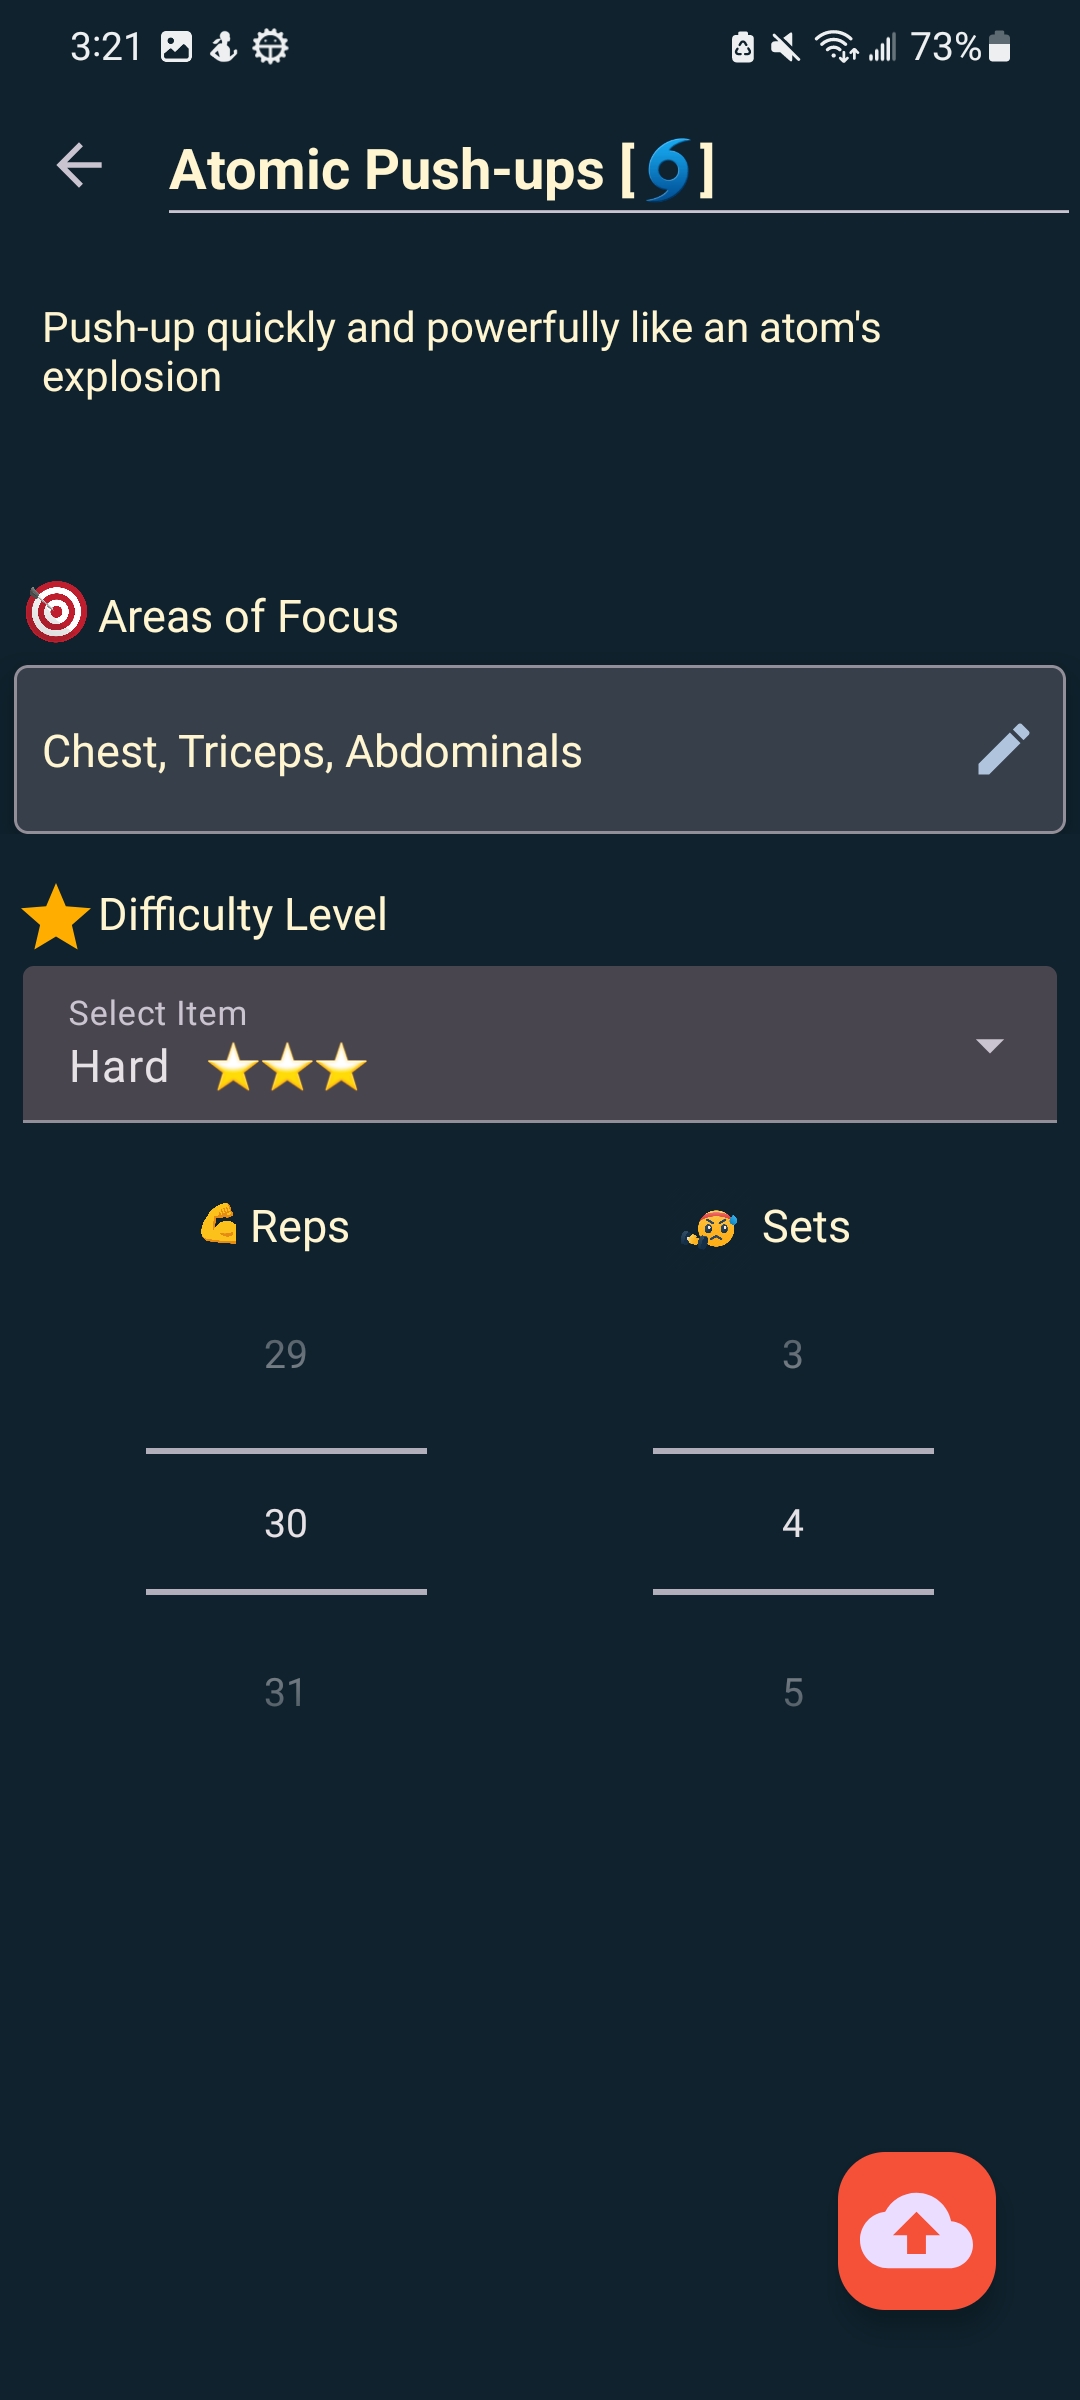 3:21 73%
Atomic Push-ups [🌀]
Push-up quickly and powerfully like an atom's
explosion
Areas of Focus
Chest, Triceps, Abdominals
Difficulty Level
Select Item
Hard ⭐⭐⭐
Reps Sets
29 3
30 4
31 5